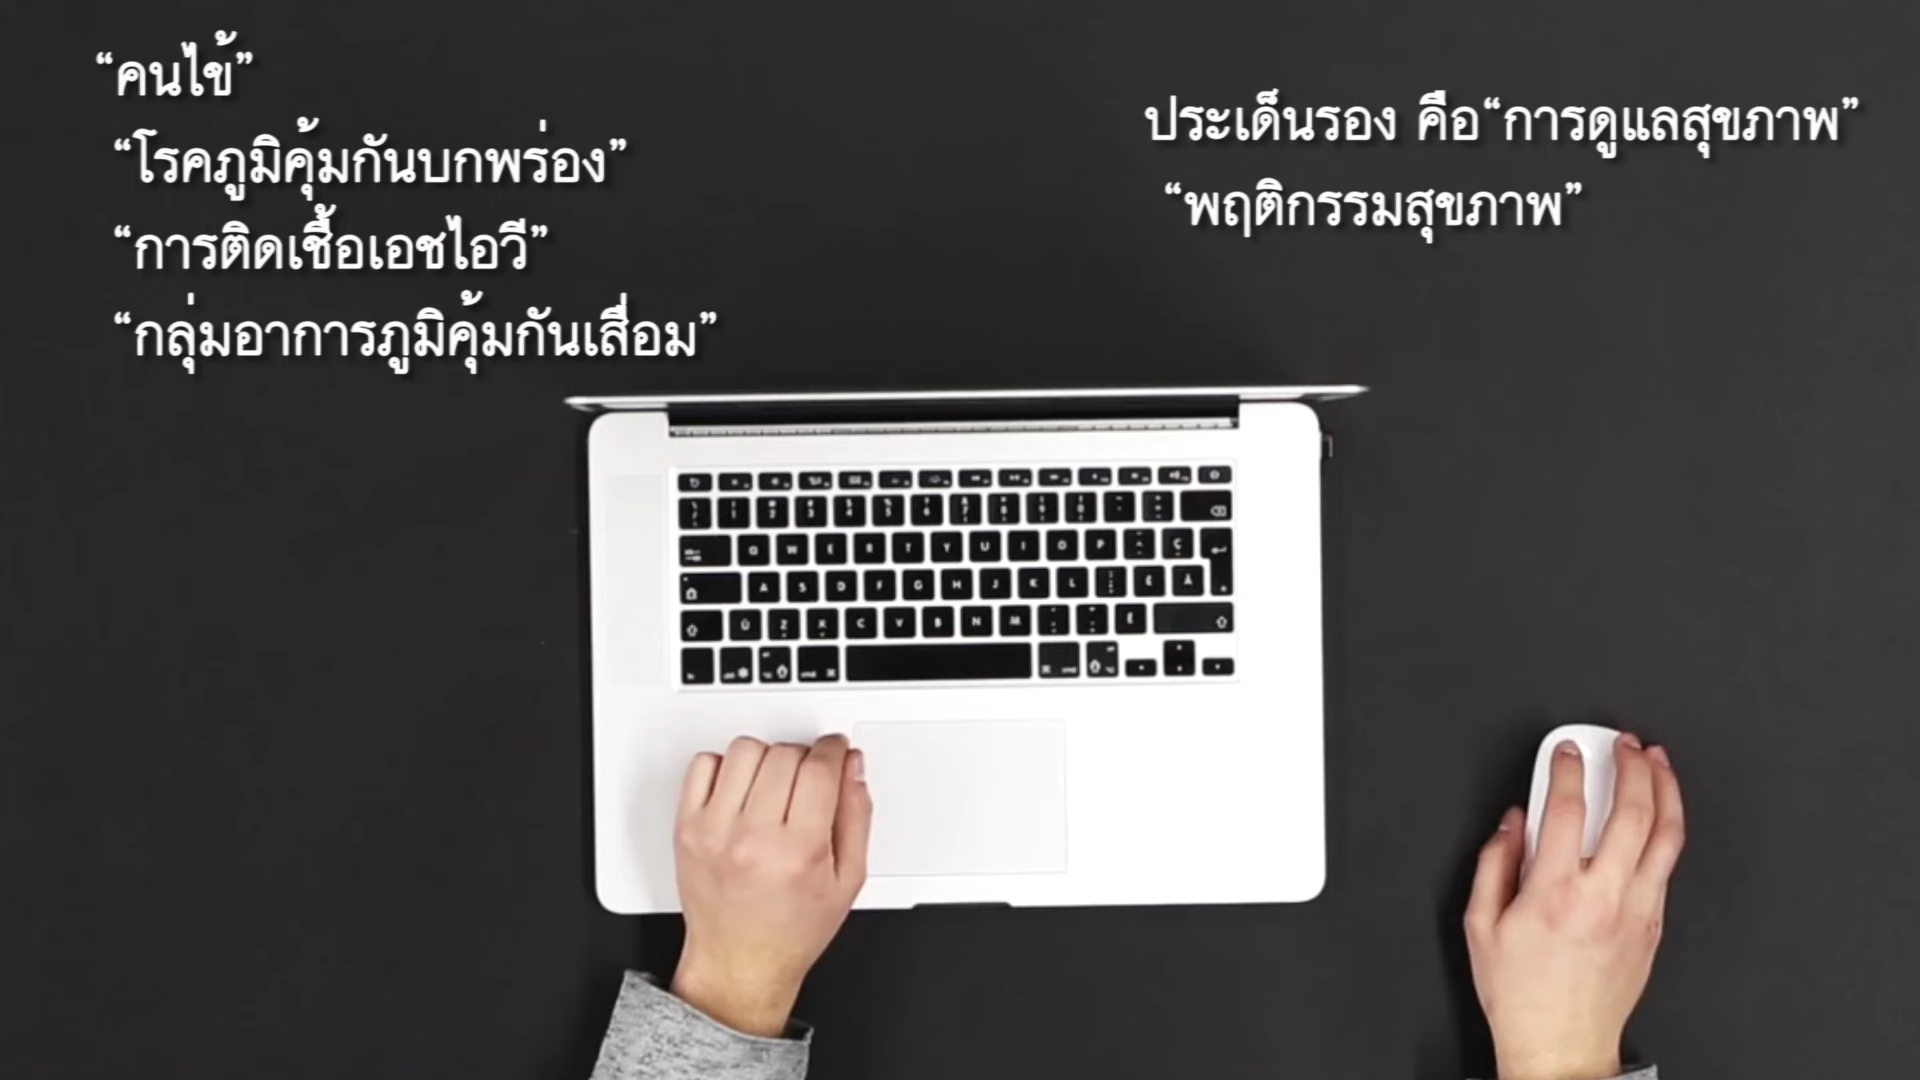 “คนไข้”
“โรคภูมิคุ้มกันบกพร่อง”
“การติดเชื้อเอชไอวี”
“กลุ่มอาการภูมิคุ้มกันเสื่อม”
ประเด็นรอง คือ“การดูแลสุขภาพ”
“พฤติกรรมสุขภาพ”
Q W E R T Y U I O P
A S D F G H J K L
Z X C V B N M